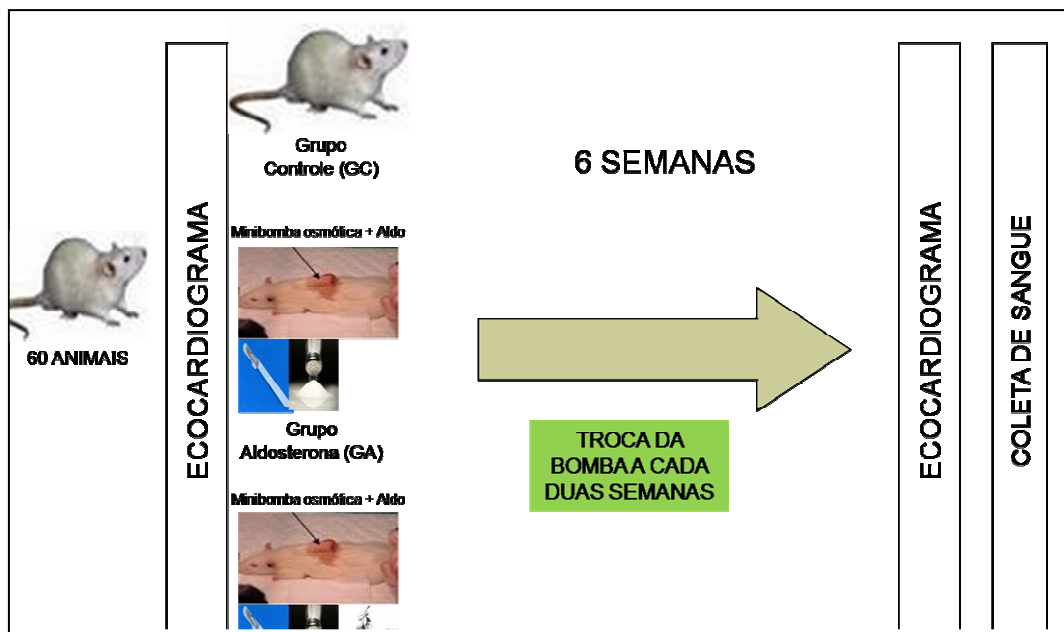 60 ANIMAIS
ECOCARDIOGRAMA
Grupo
Controle (GC)
Minibomba osmótica + Aldo
Grupo
Aldosterona (GA)
Minibomba osmótica + Aldo
6 SEMANAS
TROCA DA
BOMBA A CADA
DUAS SEMANAS
ECOCARDIOGRAMA
COLETA DE SANGUE